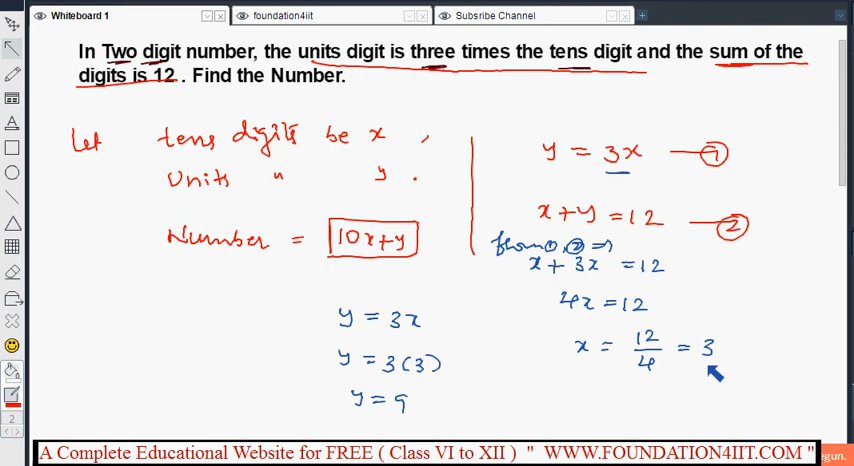 Whiteboard 1
foundation4iit
Subsribe Channel
In Two digit number, the units digit is three times the tens digit and the sum of the
digits is 12 . Find the Number.
Let tens digits be x ,
Units " y .
Number = 10x+y
y = 3x — 1
x + y = 12 — 2
from 1, 2 ⇒
x + 3x = 12
4x = 12
x = 12/4 = 3
y = 3x
y = 3(3)
y = 9
2
A Complete Educational Website for FREE ( Class VI to XII ) " WWW.FOUNDATION4IIT.COM "
egun.